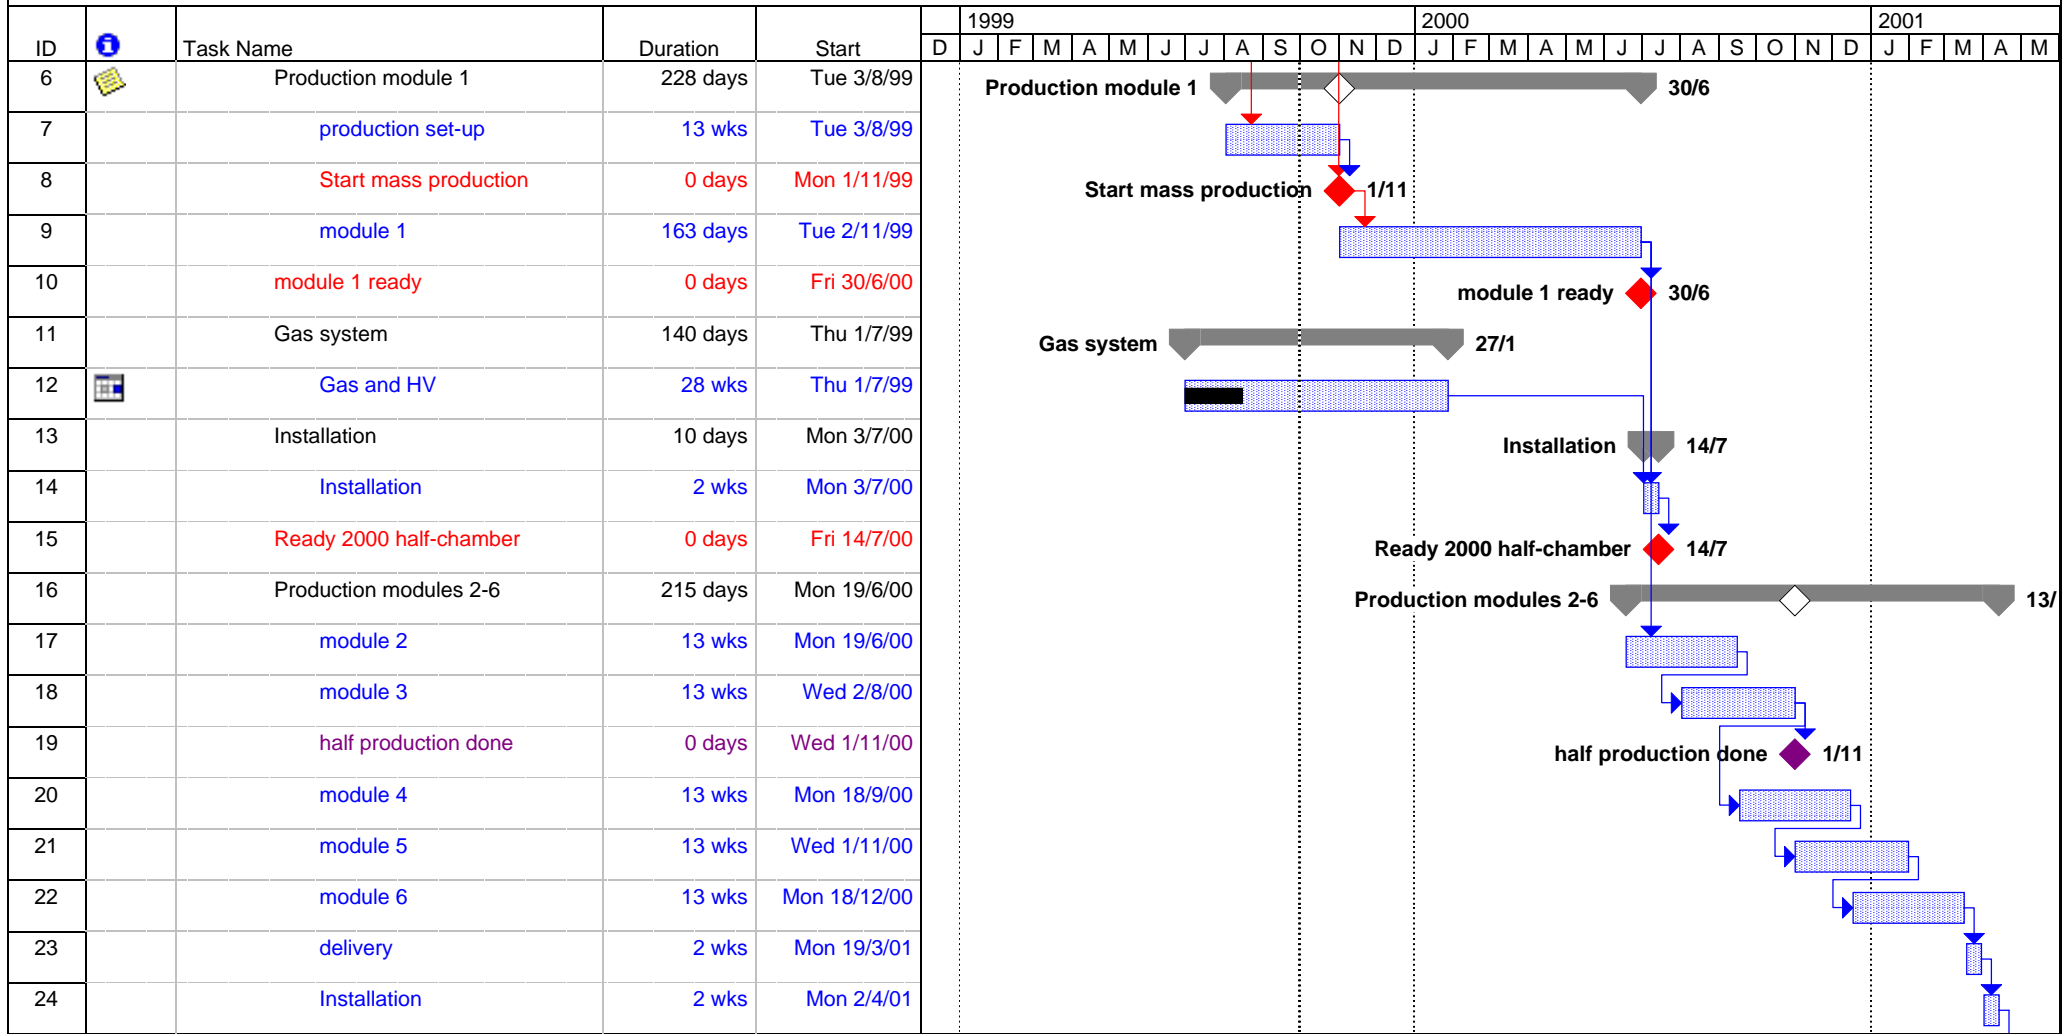 1999 2000 2001
ID Task Name Duration Start D J F M A M J J A S O N D J F M A M J J A S O N D J F M A M
6 Production module 1 228 days Tue 3/8/99 Production module 1 30/6
7 production set-up 13 wks Tue 3/8/99
8 Start mass production 0 days Mon 1/11/99 Start mass production 1/11
9 module 1 163 days Tue 2/11/99
10 module 1 ready 0 days Fri 30/6/00 module 1 ready 30/6
11 Gas system 140 days Thu 1/7/99 Gas system 27/1
12 Gas and HV 28 wks Thu 1/7/99
13 Installation 10 days Mon 3/7/00 Installation 14/7
14 Installation 2 wks Mon 3/7/00
15 Ready 2000 half-chamber 0 days Fri 14/7/00 Ready 2000 half-chamber 14/7
16 Production modules 2-6 215 days Mon 19/6/00 Production modules 2-6 13/
17 module 2 13 wks Mon 19/6/00
18 module 3 13 wks Wed 2/8/00
19 half production done 0 days Wed 1/11/00 half production done 1/11
20 module 4 13 wks Mon 18/9/00
21 module 5 13 wks Wed 1/11/00
22 module 6 13 wks Mon 18/12/00
23 delivery 2 wks Mon 19/3/01
24 Installation 2 wks Mon 2/4/01